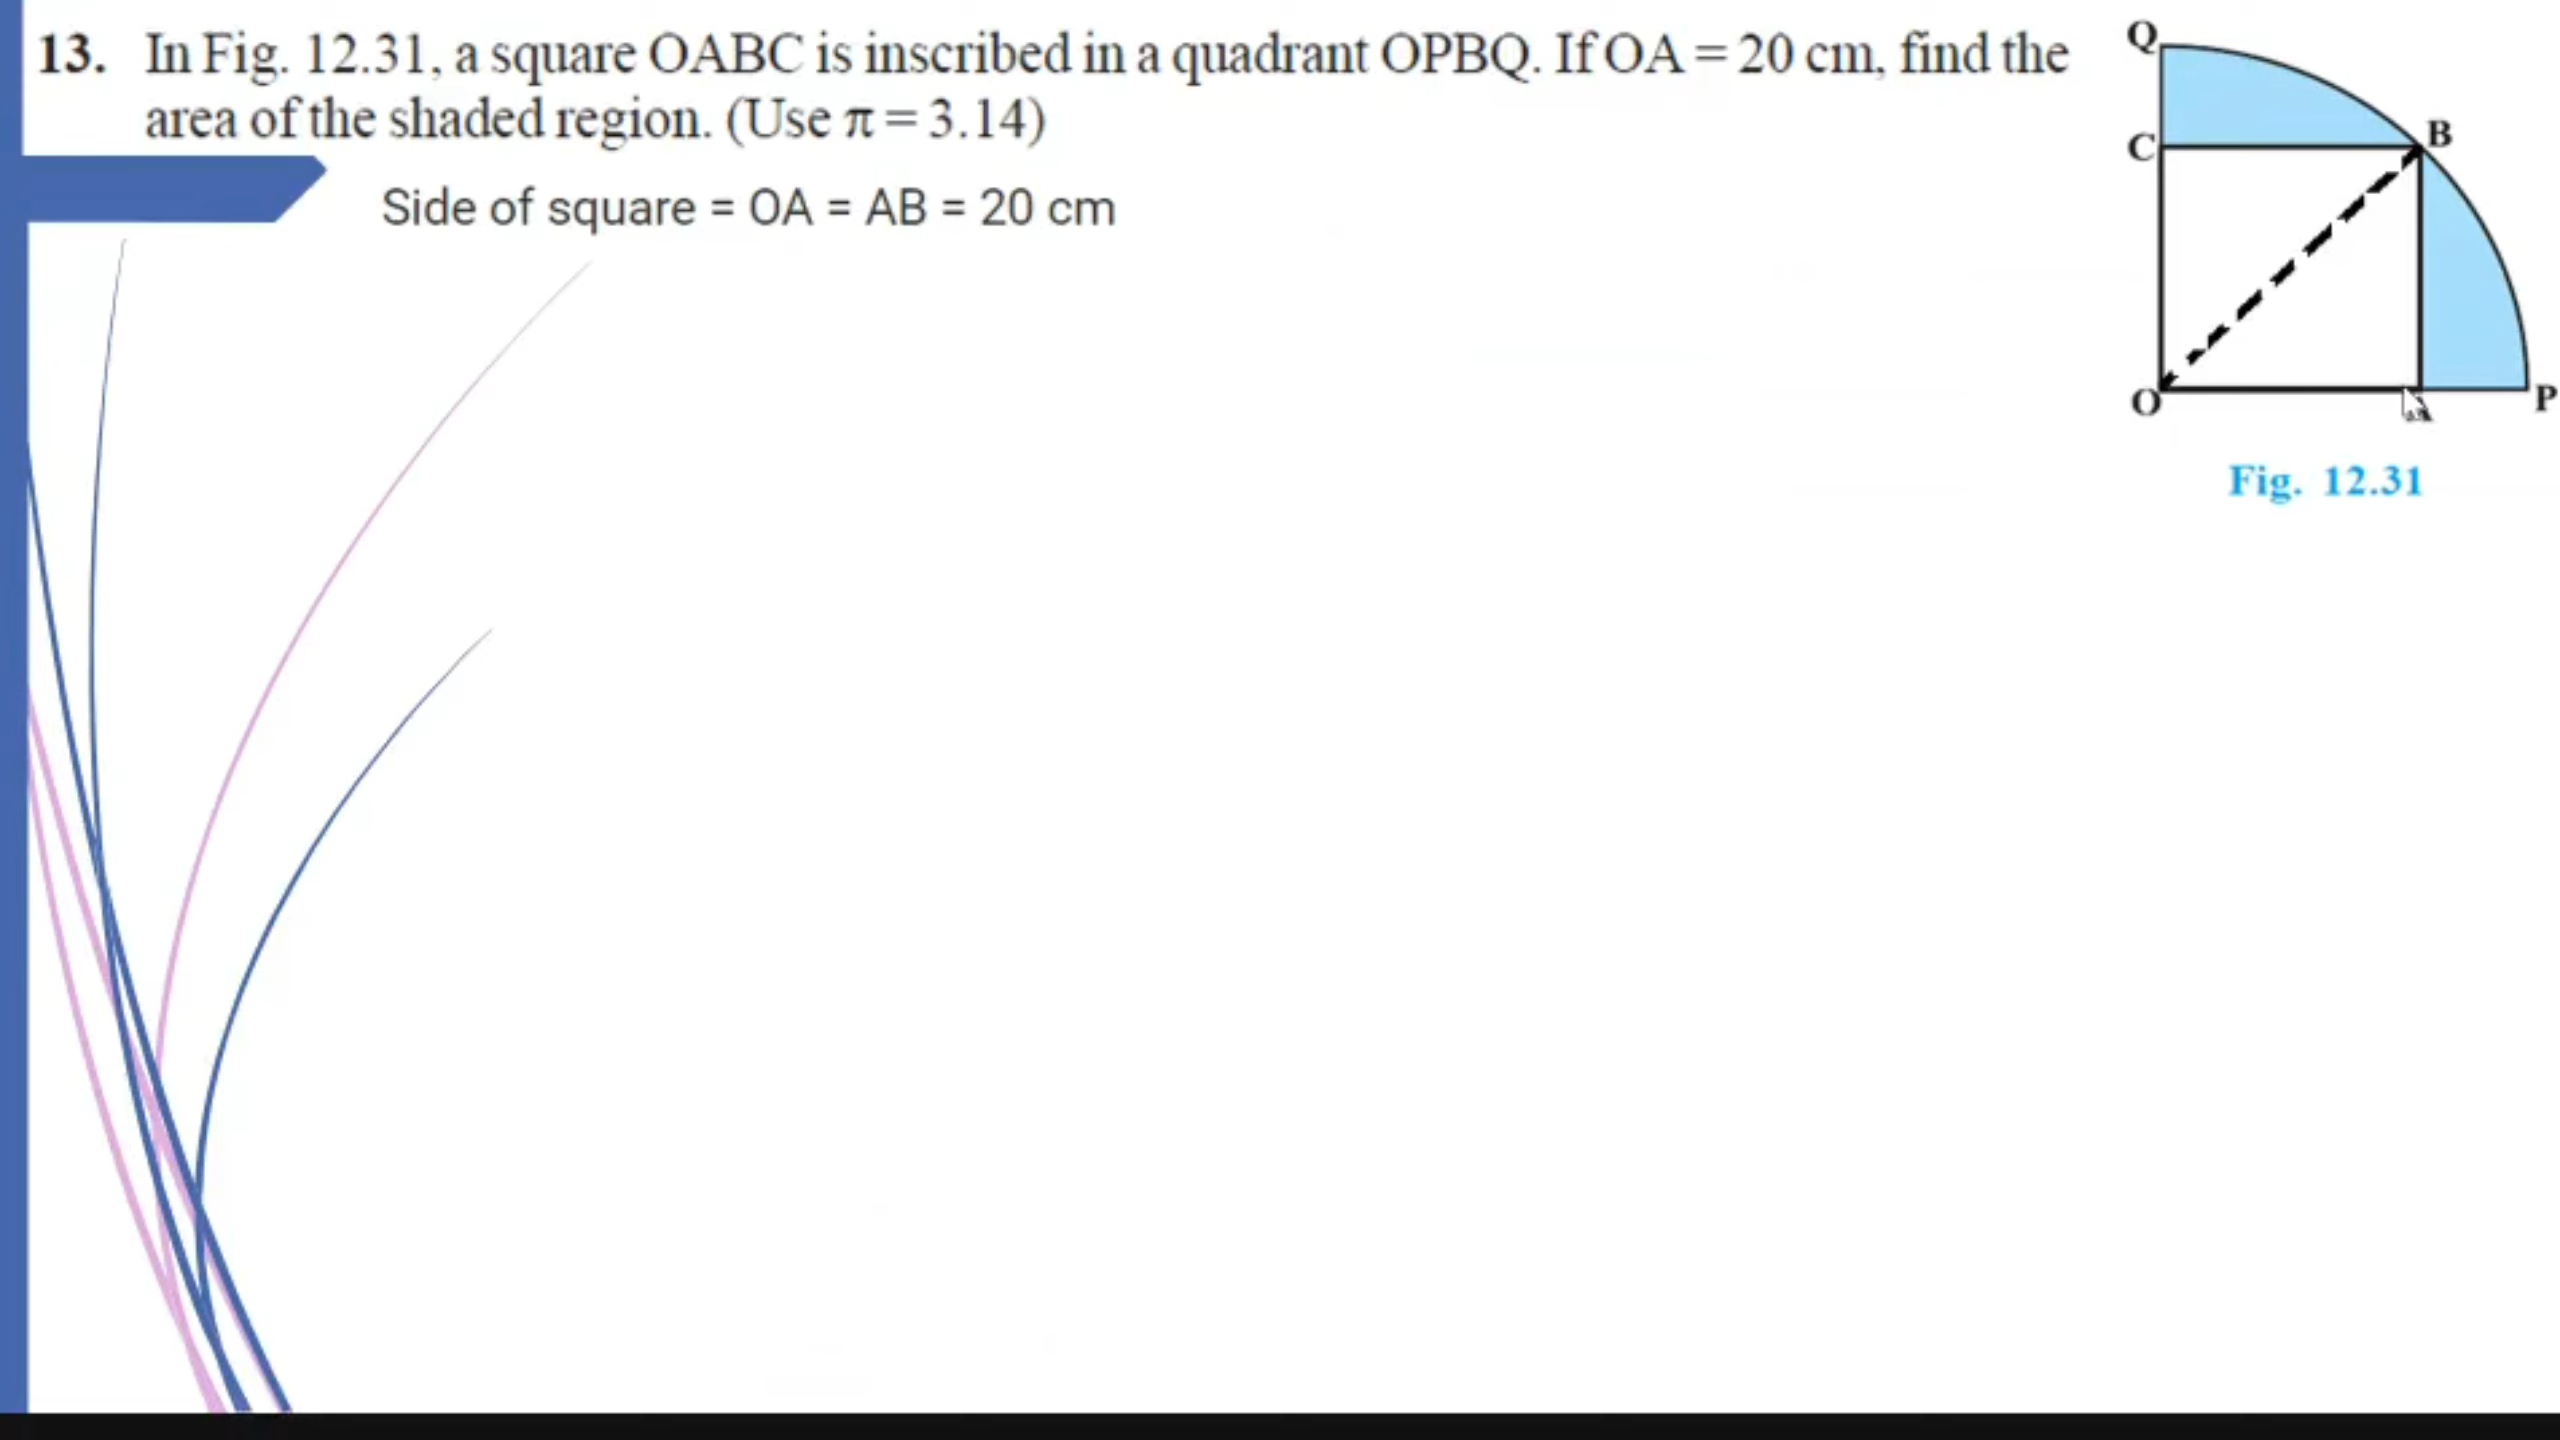 13. In Fig. 12.31, a square OABC is inscribed in a quadrant OPBQ. If OA = 20 cm, find the
area of the shaded region. (Use π = 3.14)
Side of square = OA = AB = 20 cm
Q
B
C
O
P
Fig. 12.31